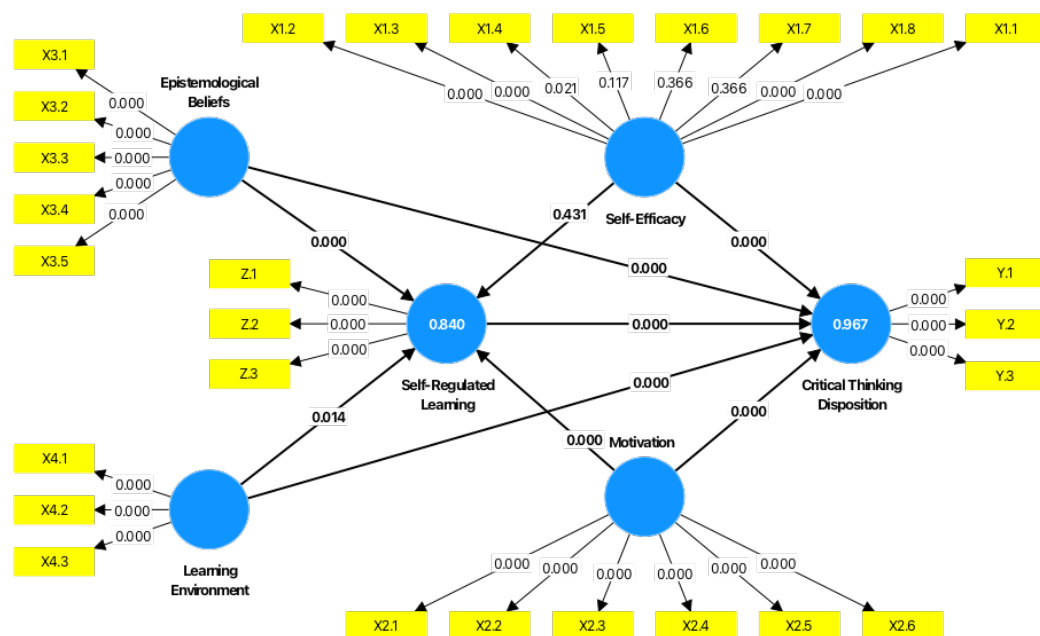 X1.2
X1.3
X1.4
X1.5
X1.6
X1.7
X1.8
X1.1
X3.1
X3.2
X3.3
X3.4
X3.5
Epistemological
Beliefs
0.000
0.000
0.000
0.000
0.000
0.000
0.000
0.021
0.117
0.366
0.366
0.000
0.000
Self-Efficacy
0.431
0.000
0.000
0.000
Z.1
Z.2
Z.3
0.000
0.000
0.000
0.840
Self-Regulated
Learning
0.000
0.967
Critical Thinking
Disposition
0.000
0.000
0.000
Y.1
Y.2
Y.3
0.014
0.000
0.000
0.000
Motivation
X4.1
X4.2
X4.3
0.000
0.000
0.000
Learning
Environment
0.000
0.000
0.000
0.000
0.000
0.000
X2.1
X2.2
X2.3
X2.4
X2.5
X2.6